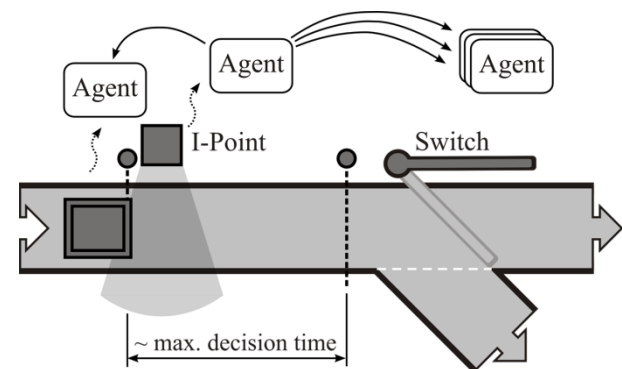 Agent
Agent
Agent
I-Point
Switch
~ max. decision time